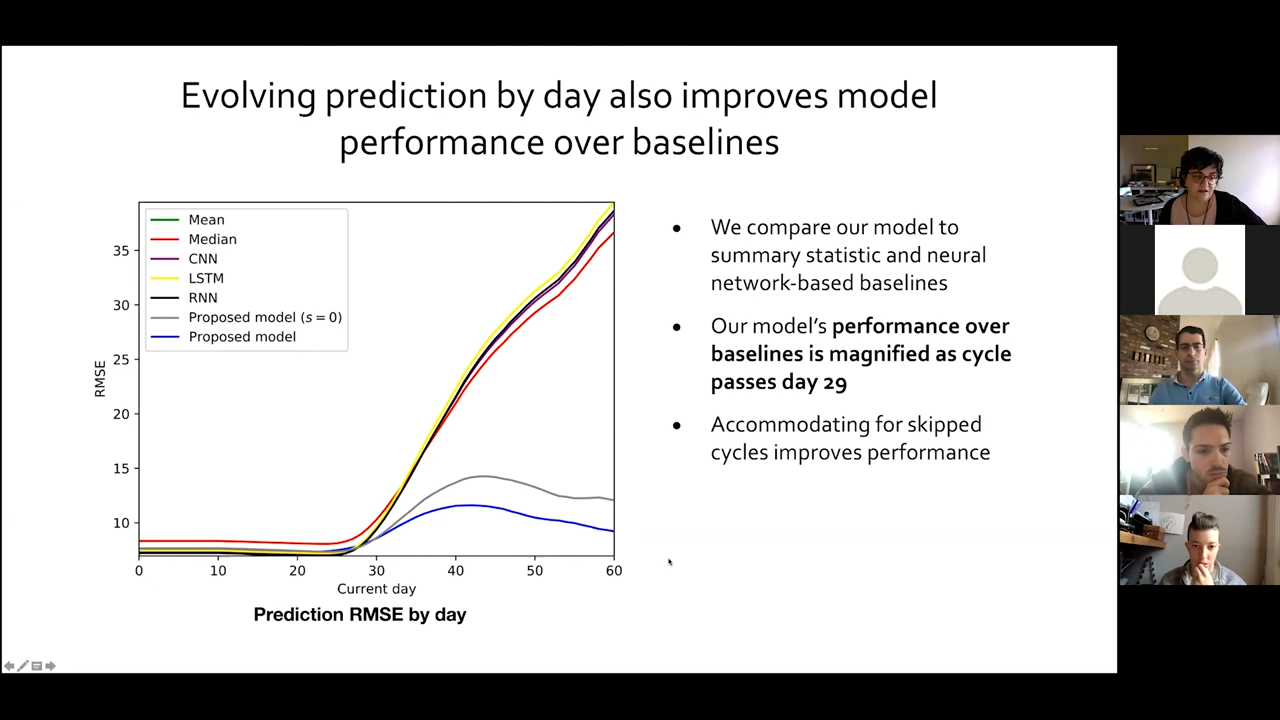 Evolving prediction by day also improves model
performance over baselines
Mean
Median
CNN
LSTM
RNN
Proposed model (s = 0)
Proposed model
35
30
25
20
15
10
RMSE
0 10 20 30 40 50 60
Current day
Prediction RMSE by day
• We compare our model to
summary statistic and neural
network-based baselines
• Our model's performance over
baselines is magnified as cycle
passes day 29
• Accommodating for skipped
cycles improves performance